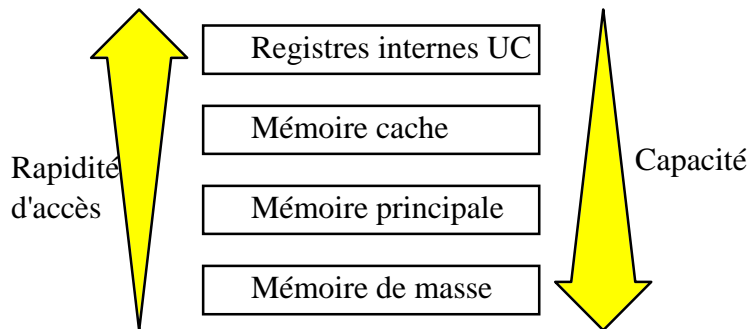 Registres internes UC
Mémoire cache
Rapidité
d'accès
Capacité
Mémoire principale
Mémoire de masse